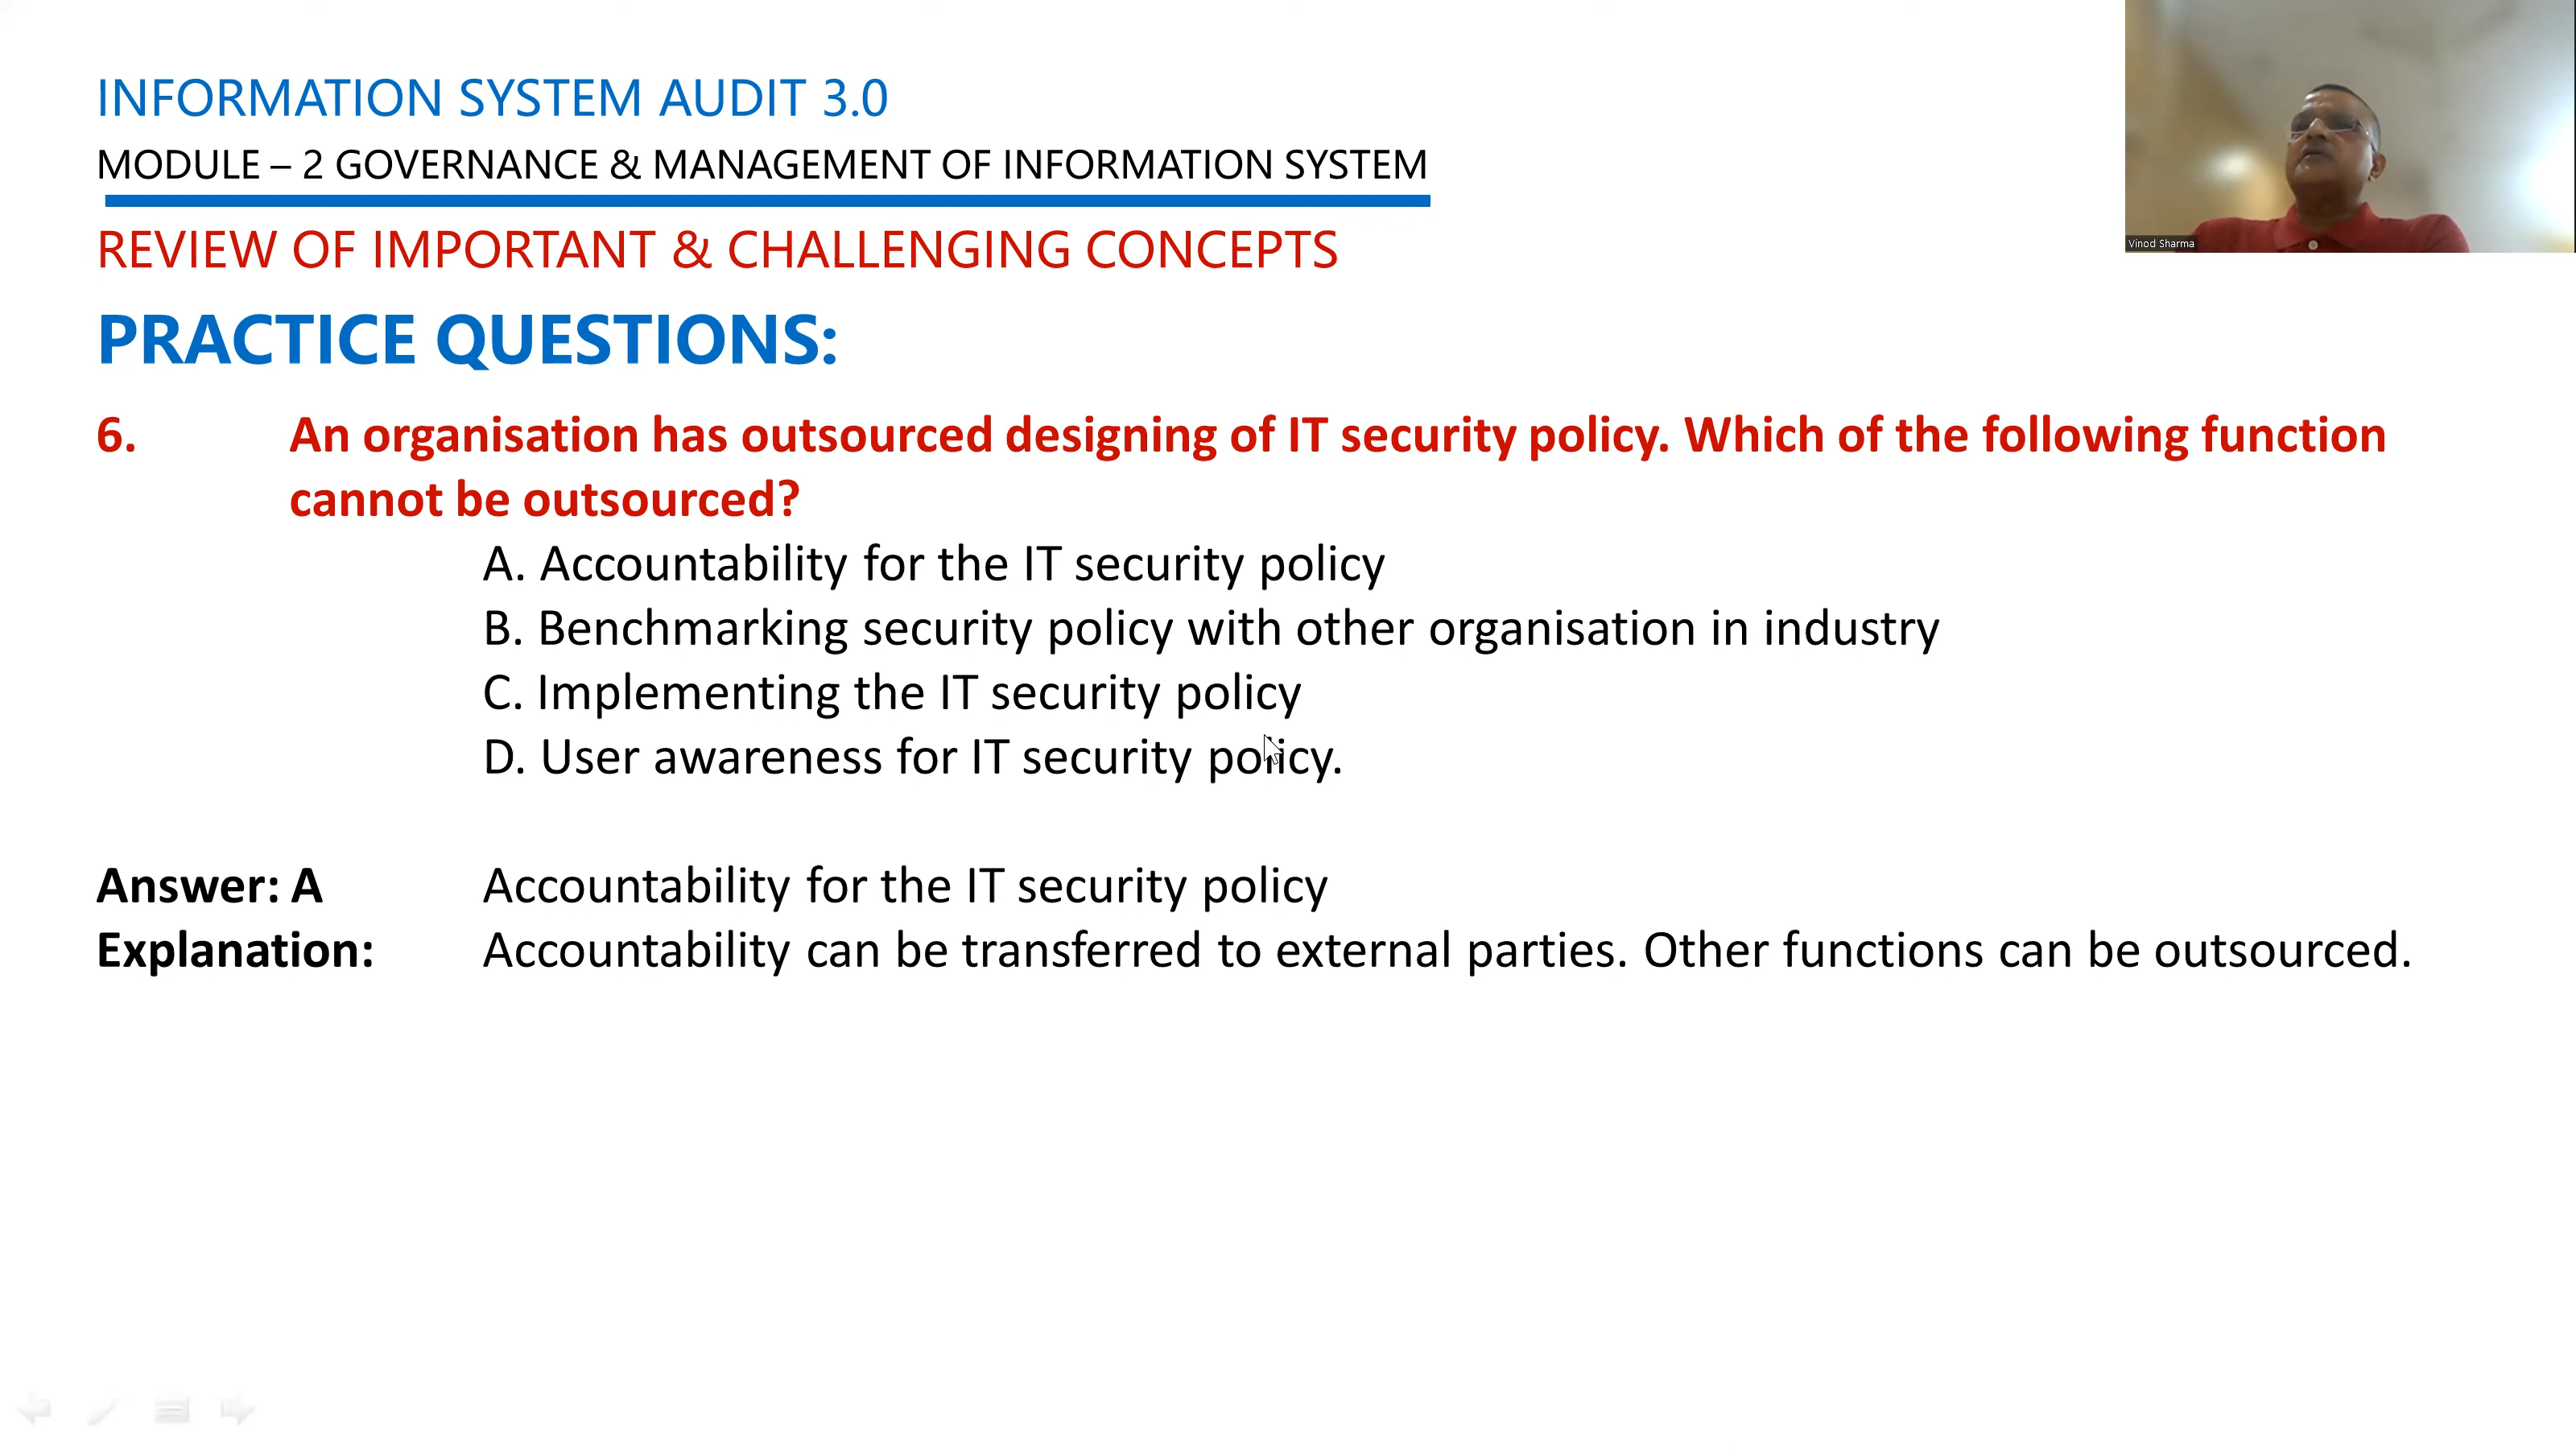 INFORMATION SYSTEM AUDIT 3.0
MODULE – 2 GOVERNANCE & MANAGEMENT OF INFORMATION SYSTEM
Vinod Sharma
REVIEW OF IMPORTANT & CHALLENGING CONCEPTS
PRACTICE QUESTIONS:
6. An organisation has outsourced designing of IT security policy. Which of the following function
cannot be outsourced?
A. Accountability for the IT security policy
B. Benchmarking security policy with other organisation in industry
C. Implementing the IT security policy
D. User awareness for IT security policy.
Answer: A Accountability for the IT security policy
Explanation: Accountability can be transferred to external parties. Other functions can be outsourced.